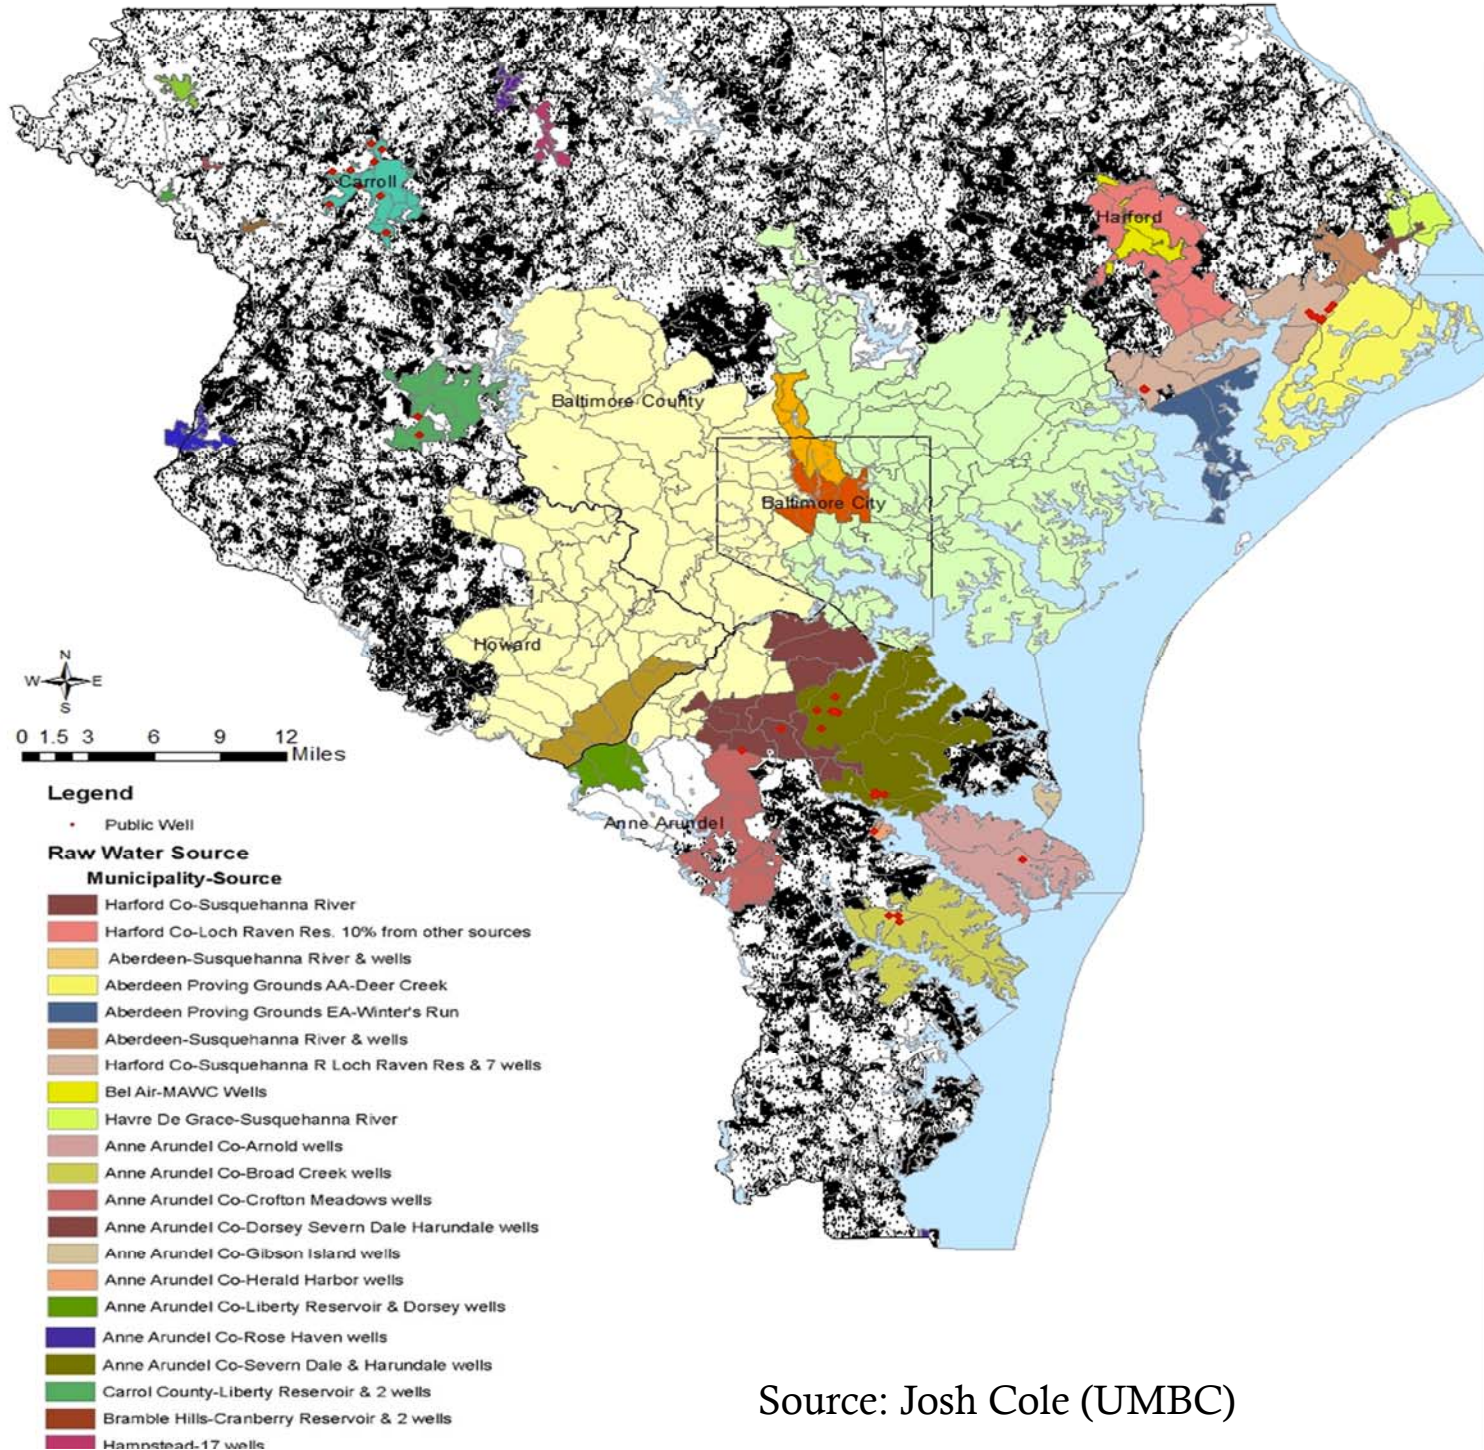 Carroll
Harford
Baltimore County
Baltimore City
Howard
Anne Arundel
N
W E
S
0 1.5 3 6 9 12
Miles
Legend
Public Well
Raw Water Source
Municipality-Source
Harford Co-Susquehanna River
Harford Co-Loch Raven Res. 10% from other sources
Aberdeen-Susquehanna River & wells
Aberdeen Proving Grounds AA-Deer Creek
Aberdeen Proving Grounds EA-Winter's Run
Aberdeen-Susquehanna River & wells
Harford Co-Susquehanna R Loch Raven Res & 7 wells
Bel Air-MAWC Wells
Havre De Grace-Susquehanna River
Anne Arundel Co-Arnold wells
Anne Arundel Co-Broad Creek wells
Anne Arundel Co-Crofton Meadows wells
Anne Arundel Co-Dorsey Severn Dale Harundale wells
Anne Arundel Co-Gibson Island wells
Anne Arundel Co-Herald Harbor wells
Anne Arundel Co-Liberty Reservoir & Dorsey wells
Anne Arundel Co-Rose Haven wells
Anne Arundel Co-Severn Dale & Harundale wells
Carrol County-Liberty Reservoir & 2 wells
Bramble Hills-Cranberry Reservoir & 2 wells
Hampstead-17 wells
Source: Josh Cole (UMBC)